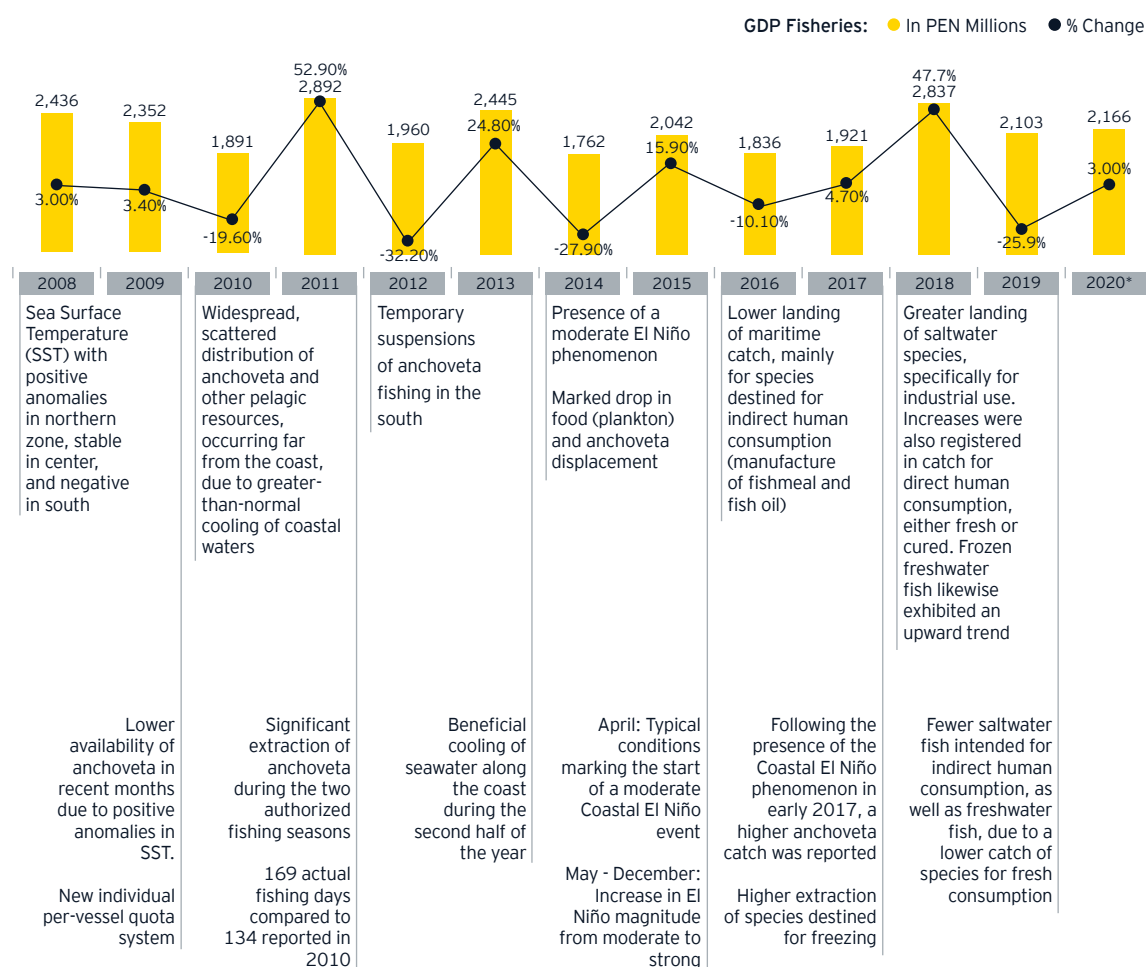 GDP Fisheries: In PEN Millions % Change
2,436
3.00%
2,352
3.40%
1,891
-19.60%
52.90%
2,892
1,960
-32.20%
2,445
24.80%
1,762
-27.90%
2,042
15.90%
1,836
-10.10%
1,921
4.70%
47.7%
2,837
2,103
-25.9%
2,166
3.00%
2008 2009 2010 2011 2012 2013 2014 2015 2016 2017 2018 2019 2020*
Sea Surface
Temperature
(SST) with
positive
anomalies
in northern
zone, stable
in center,
and negative
in south
Widespread,
scattered
distribution of
anchoveta and
other pelagic
resources,
occurring far
from the coast,
due to greater-
than-normal
cooling of coastal
waters
Temporary
suspensions
of anchoveta
fishing in the
south
Presence of a
moderate El Niño
phenomenon
Marked drop in
food (plankton)
and anchoveta
displacement
Lower landing
of maritime
catch, mainly
for species
destined for
indirect human
consumption
(manufacture
of fishmeal and
fish oil)
Greater landing
of saltwater
species,
specifically for
industrial use.
Increases were
also registered
in catch for
direct human
consumption,
either fresh or
cured. Frozen
freshwater
fish likewise
exhibited an
upward trend
Lower
availability of
anchoveta in
recent months
due to positive
anomalies in
SST.
New individual
per-vessel quota
system
Significant
extraction of
anchoveta
during the two
authorized
fishing seasons
169 actual
fishing days
compared to
134 reported in
2010
Beneficial
cooling of
seawater along
the coast
during the
second half of
the year
April: Typical
conditions
marking the start
of a moderate
Coastal El Niño
event
May - December:
Increase in El
Niño magnitude
from moderate to
strong
Following the
presence of the
Coastal El Niño
phenomenon in
early 2017, a
higher anchoveta
catch was reported
Higher extraction
of species destined
for freezing
Fewer saltwater
fish intended for
indirect human
consumption, as
well as freshwater
fish, due to a
lower catch of
species for fresh
consumption